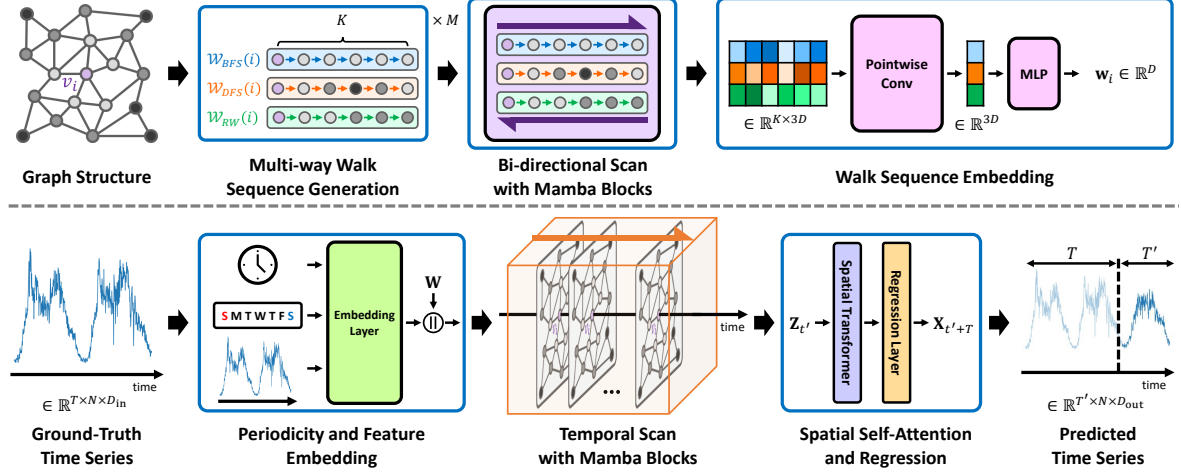 K
× M
𝒲_BFS(i)
𝒲_DFS(i)
𝒲_RW(i)
v_i
Pointwise
Conv
MLP
w_i ∈ ℝ^D
∈ ℝ^{K×3D}
∈ ℝ^{3D}
Graph Structure
Multi-way Walk
Sequence Generation
Bi-directional Scan
with Mamba Blocks
Walk Sequence Embedding
time
∈ ℝ^{T×N×D_in}
S M T W T F S
Embedding
Layer
W
||
v_i
v_i
v_i
...
time
Z_{t'}
Spatial
Transformer
Regression Layer
X_{t'+T}
T
T'
time
∈ ℝ^{T'×N×D_out}
Ground-Truth
Time Series
Periodicity and Feature
Embedding
Temporal Scan
with Mamba Blocks
Spatial Self-Attention
and Regression
Predicted
Time Series